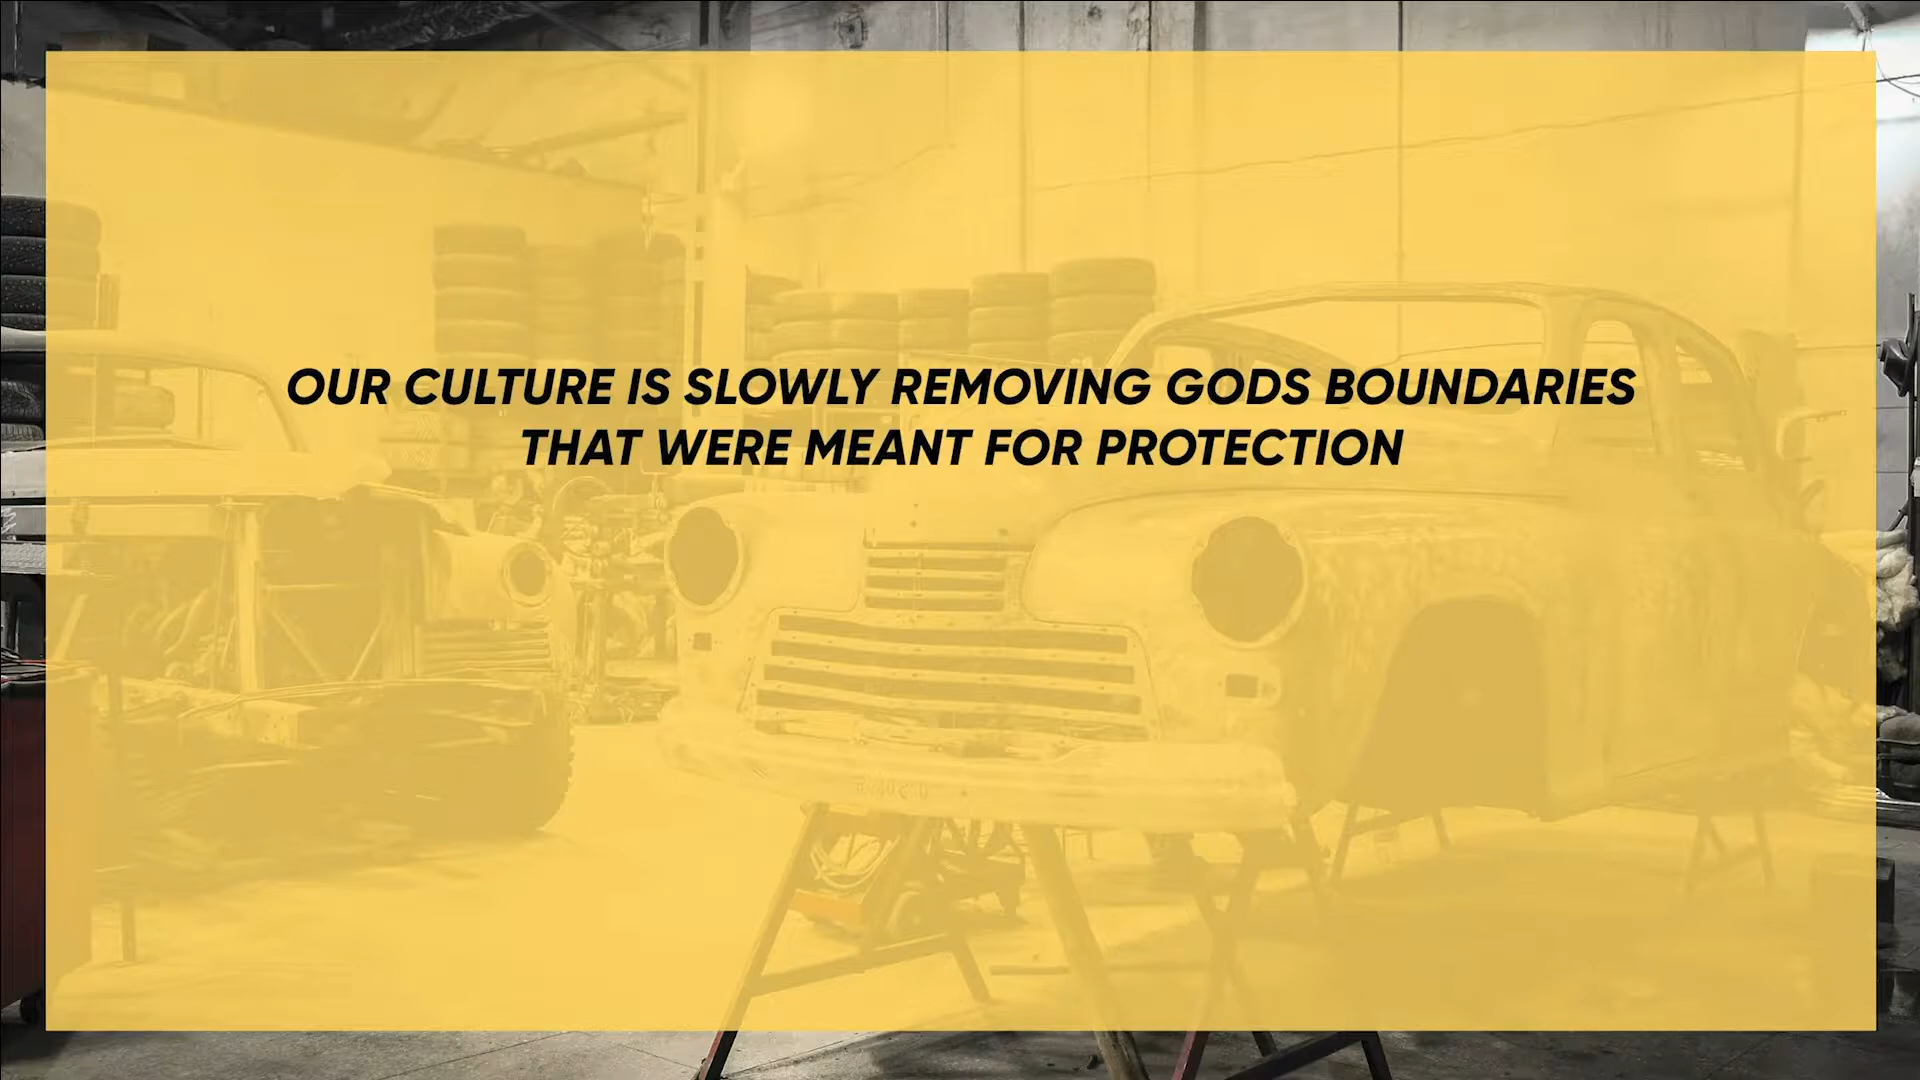 OUR CULTURE IS SLOWLY REMOVING GODS BOUNDARIES
THAT WERE MEANT FOR PROTECTION